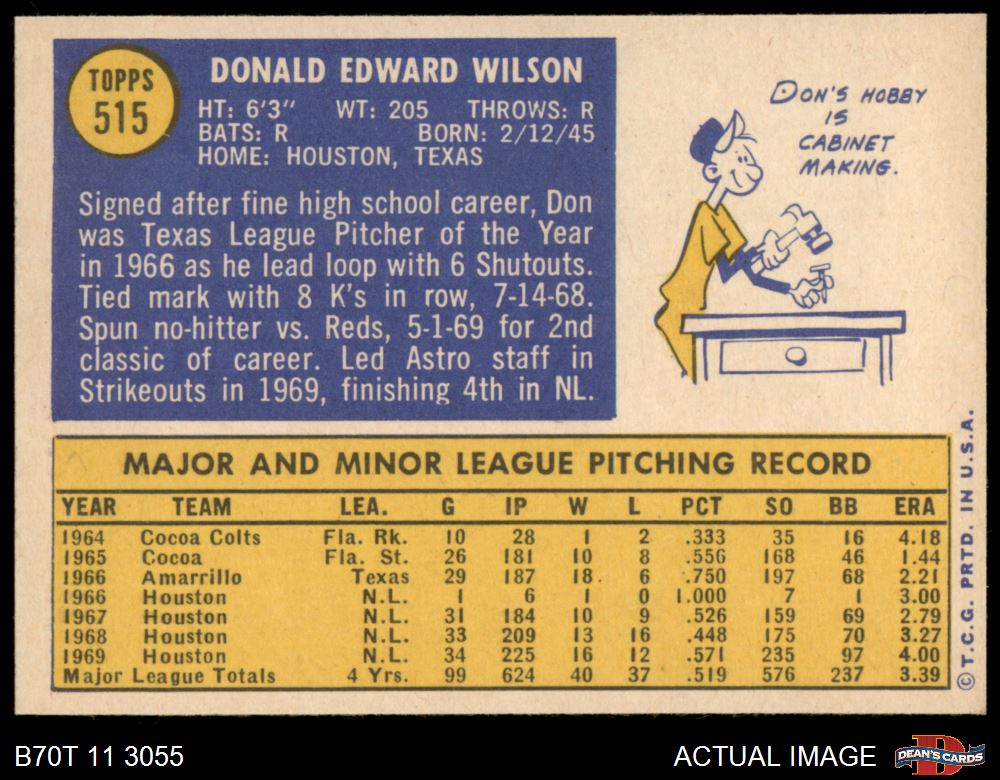 TOPPS
515
DONALD EDWARD WILSON
HT: 6'3" WT: 205 THROWS: R
BATS: R BORN: 2/12/45
HOME: HOUSTON, TEXAS
Signed after fine high school career, Don
was Texas League Pitcher of the Year
in 1966 as he lead loop with 6 Shutouts.
Tied mark with 8 K's in row, 7-14-68.
Spun no-hitter vs. Reds, 5-1-69 for 2nd
classic of career. Led Astro staff in
Strikeouts in 1969, finishing 4th in NL.
DON'S HOBBY
IS
CABINET
MAKING.
MAJOR AND MINOR LEAGUE PITCHING RECORD
YEAR TEAM LEA. G IP W L PCT SO BB ERA
1964 Cocoa Colts Fla. Rk. 10 28 1 2 .333 35 16 4.18
1965 Cocoa Fla. St. 26 181 10 8 .556 168 46 1.44
1966 Amarrillo Texas 29 187 18 6 .750 197 68 2.21
1966 Houston N.L. 1 6 1 0 1.000 7 1 3.00
1967 Houston N.L. 31 184 10 9 .526 159 69 2.79
1968 Houston N.L. 33 209 13 16 .448 175 70 3.27
1969 Houston N.L. 34 225 16 12 .571 235 97 4.00
Major League Totals 4 Yrs. 99 624 40 37 .519 576 237 3.39
© T.C.G. PRTD. IN U.S.A.
B70T 11 3055
ACTUAL IMAGE
D
DEAN'S CARDS